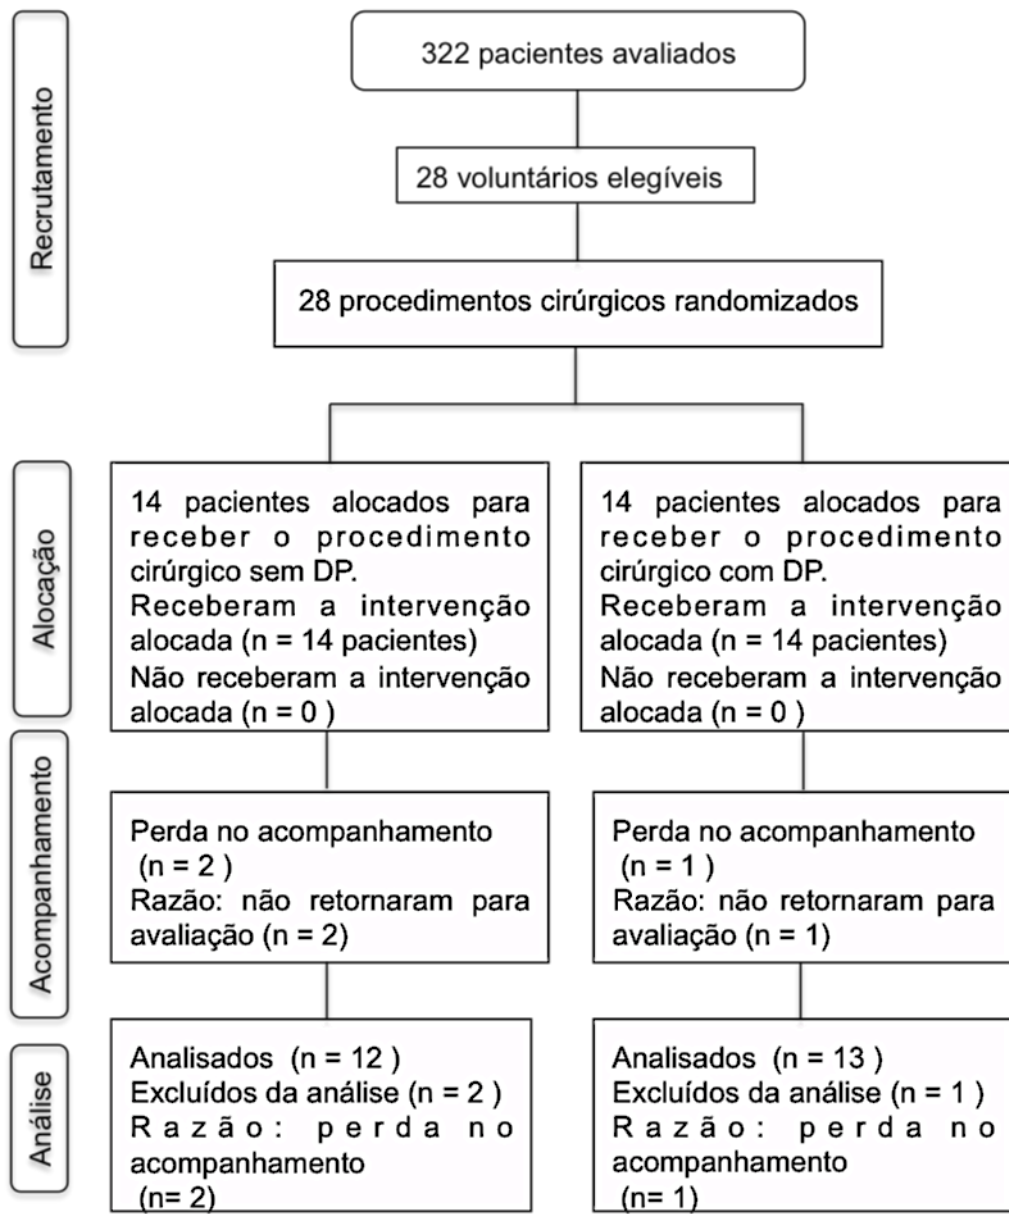 Recrutamento
322 pacientes avaliados
28 voluntários elegíveis
28 procedimentos cirúrgicos randomizados
Alocação
14 pacientes alocados para
receber o procedimento
cirúrgico sem DP.
Receberam a intervenção
alocada (n = 14 pacientes)
Não receberam a intervenção
alocada (n = 0 )
14 pacientes alocados para
receber o procedimento
cirúrgico com DP.
Receberam a intervenção
alocada (n = 14 pacientes)
Não receberam a intervenção
alocada (n = 0 )
Acompanhamento
Perda no acompanhamento
(n = 2 )
Razão: não retornaram para
avaliação (n = 2)
Perda no acompanhamento
(n = 1 )
Razão: não retornaram para
avaliação (n = 1)
Análise
Analisados (n = 12 )
Excluídos da análise (n = 2 )
Razão: perda no
acompanhamento
(n= 2)
Analisados (n = 13 )
Excluídos da análise (n = 1 )
Razão: perda no
acompanhamento
(n= 1)